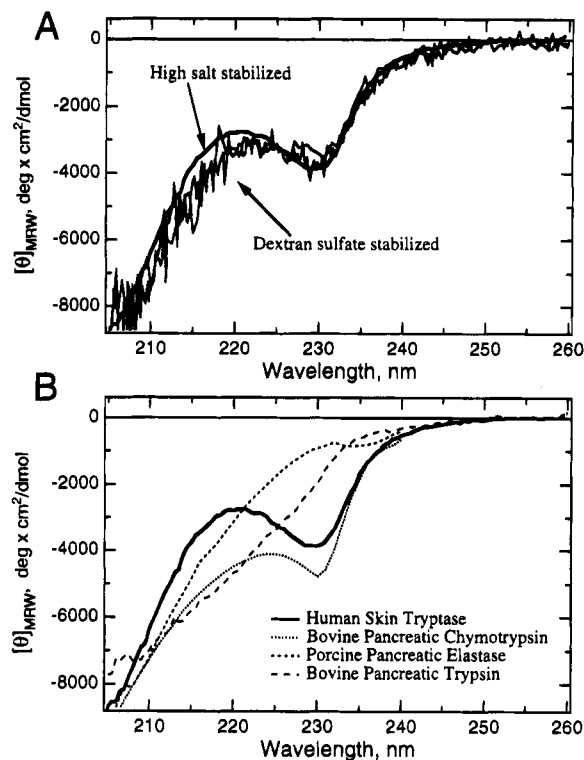 A
0
High salt stabilized
-2000
-4000
-6000
Dextran sulfate stabilized
-8000
[θ]MRW, deg x cm²/dmol
210 220 230 240 250 260
Wavelength, nm
B
0
-2000
-4000
-6000
-8000
[θ]MRW, deg x cm²/dmol
Human Skin Tryptase
Bovine Pancreatic Chymotrypsin
Porcine Pancreatic Elastase
Bovine Pancreatic Trypsin
210 220 230 240 250 260
Wavelength, nm